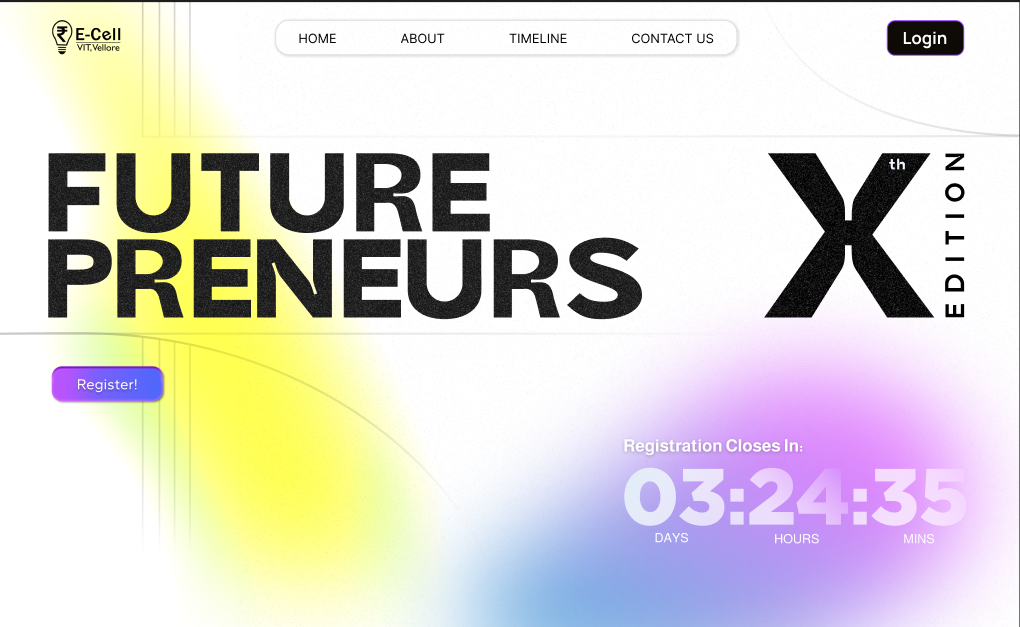 E-Cell
VIT,Vellore
HOME
ABOUT
TIMELINE
CONTACT US
Login
FUTURE
PRENEURS
X
th
EDITION
Register!
Registration Closes In:
03:24:35
DAYS
HOURS
MINS